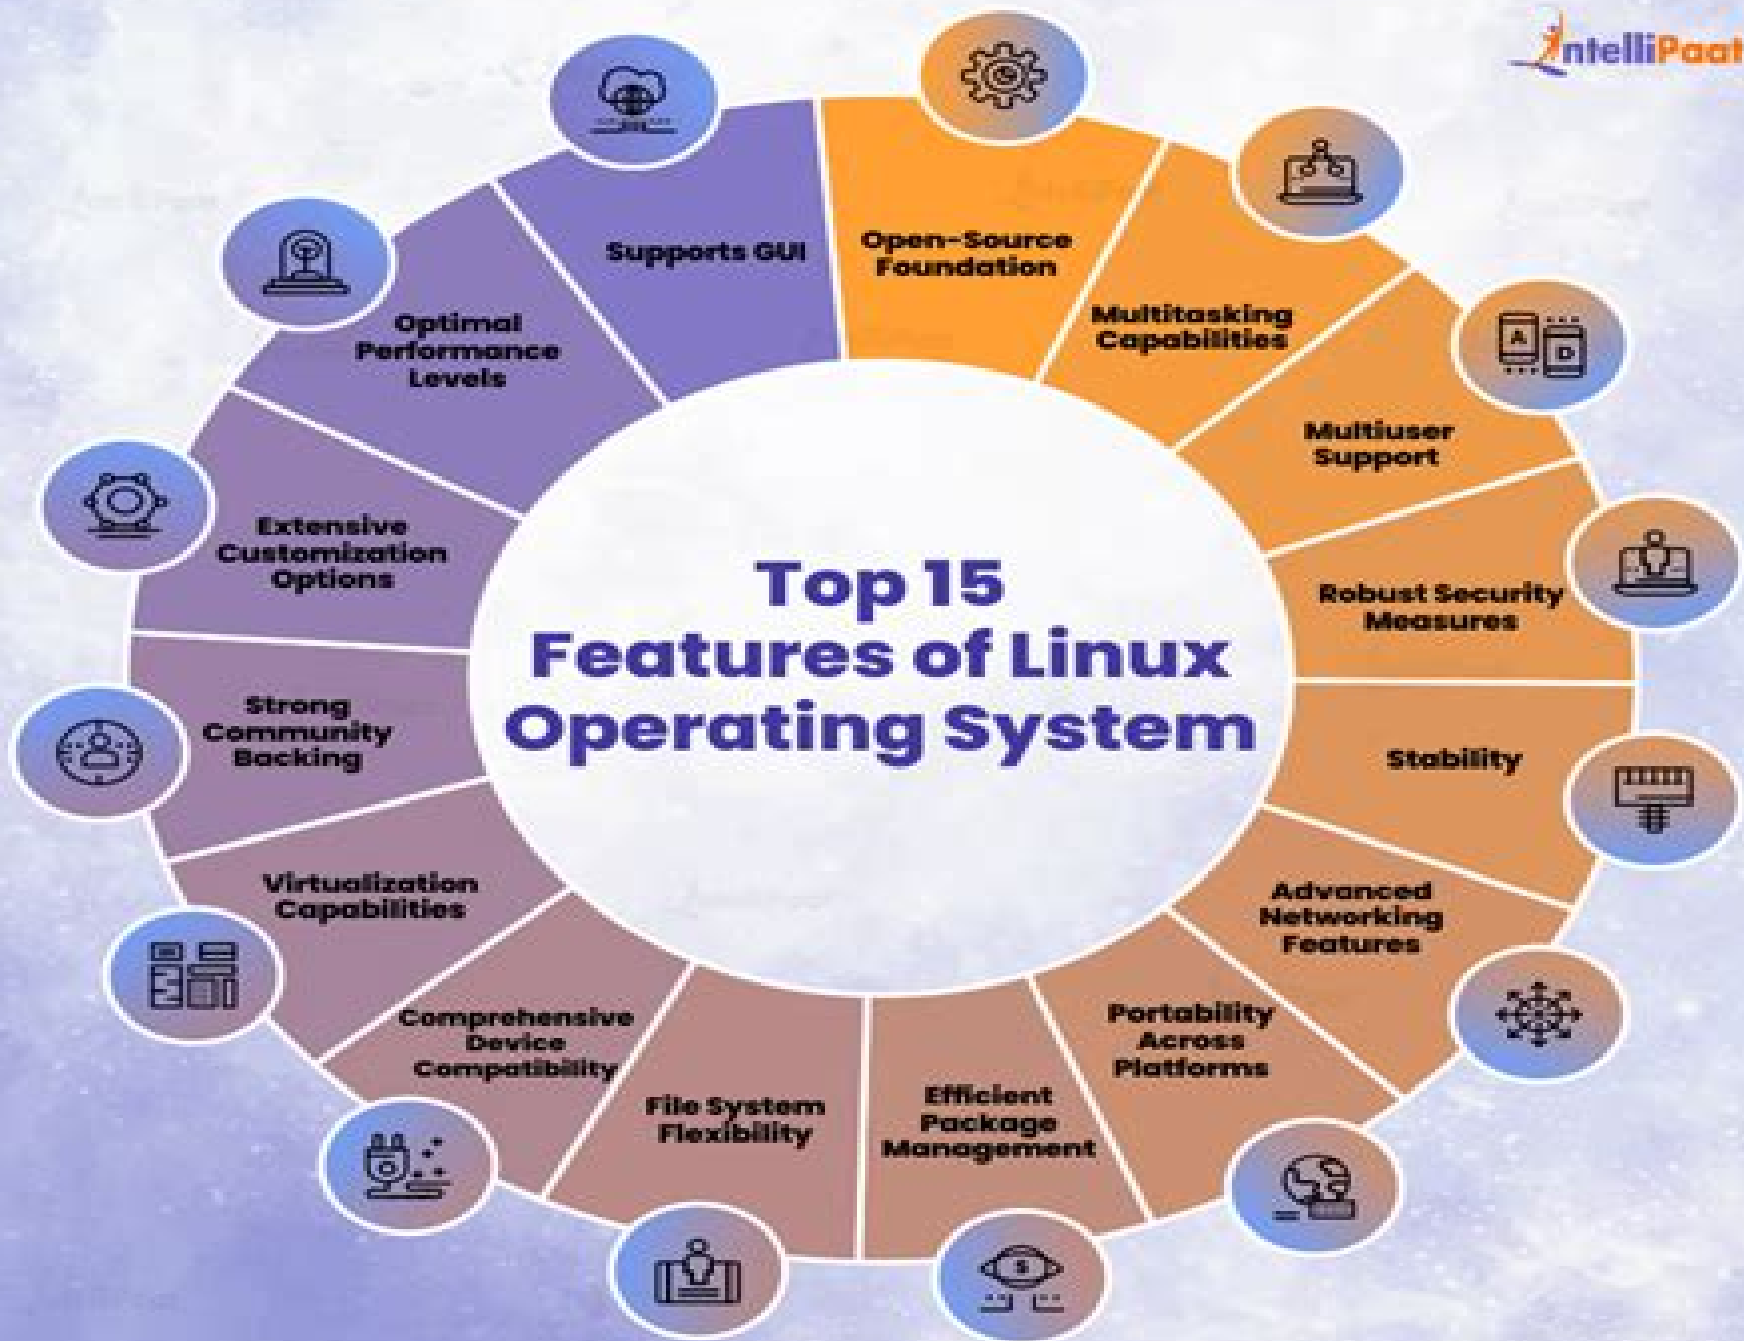 IntelliPaat
Top 15
Features of Linux
Operating System
Open-Source
Foundation
Multitasking
Capabilities
Multiuser
Support
Robust Security
Measures
Stability
Advanced
Networking
Features
Portability
Across
Platforms
Efficient
Package
Management
File System
Flexibility
Comprehensive
Device
Compatibility
Virtualization
Capabilities
Strong
Community
Backing
Extensive
Customization
Options
Optimal
Performance
Levels
Supports GUI
A
D
S